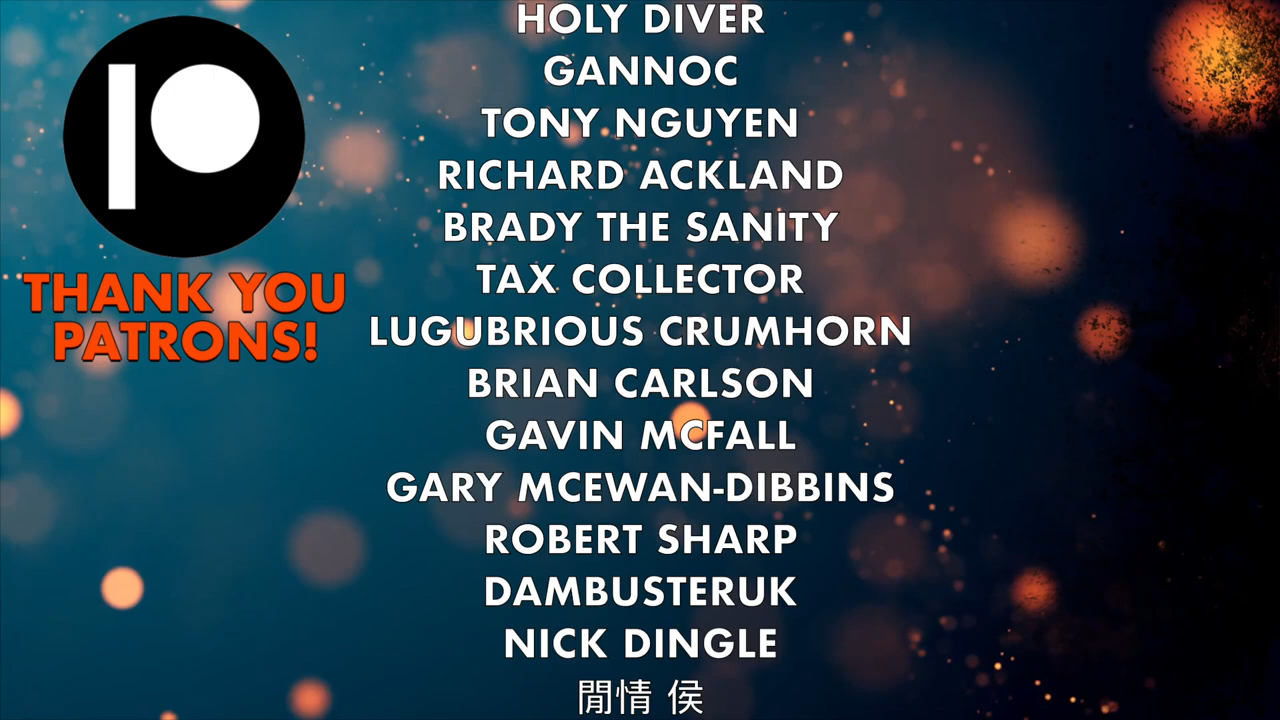 THANK YOU
PATRONS!
HOLY DIVER
GANNOC
TONY NGUYEN
RICHARD ACKLAND
BRADY THE SANITY
TAX COLLECTOR
LUGUBRIOUS CRUMHORN
BRIAN CARLSON
GAVIN MCFALL
GARY MCEWAN-DIBBINS
ROBERT SHARP
DAMBUSTERUK
NICK DINGLE
閒情 侯